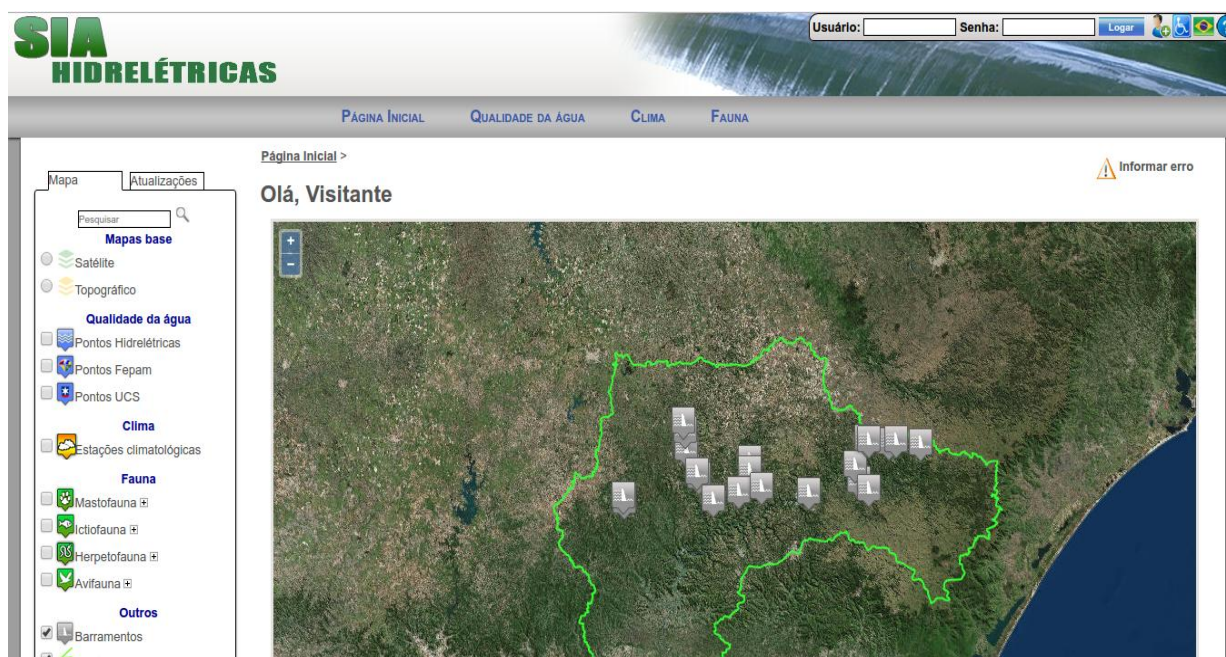 SIA
HIDRELÉTRICAS
Usuário: Senha: Logar
Página Inicial Qualidade da água Clima Fauna
Página Inicial >
Informar erro
Olá, Visitante
Mapa Atualizações
Pesquisar
Mapas base
Satélite
Topográfico
Qualidade da água
Pontos Hidrelétricas
Pontos Fepam
Pontos UCS
Clima
Estações climatológicas
Fauna
Mastofauna
Ictiofauna
Herpetofauna
Avifauna
Outros
Barramentos
+
−